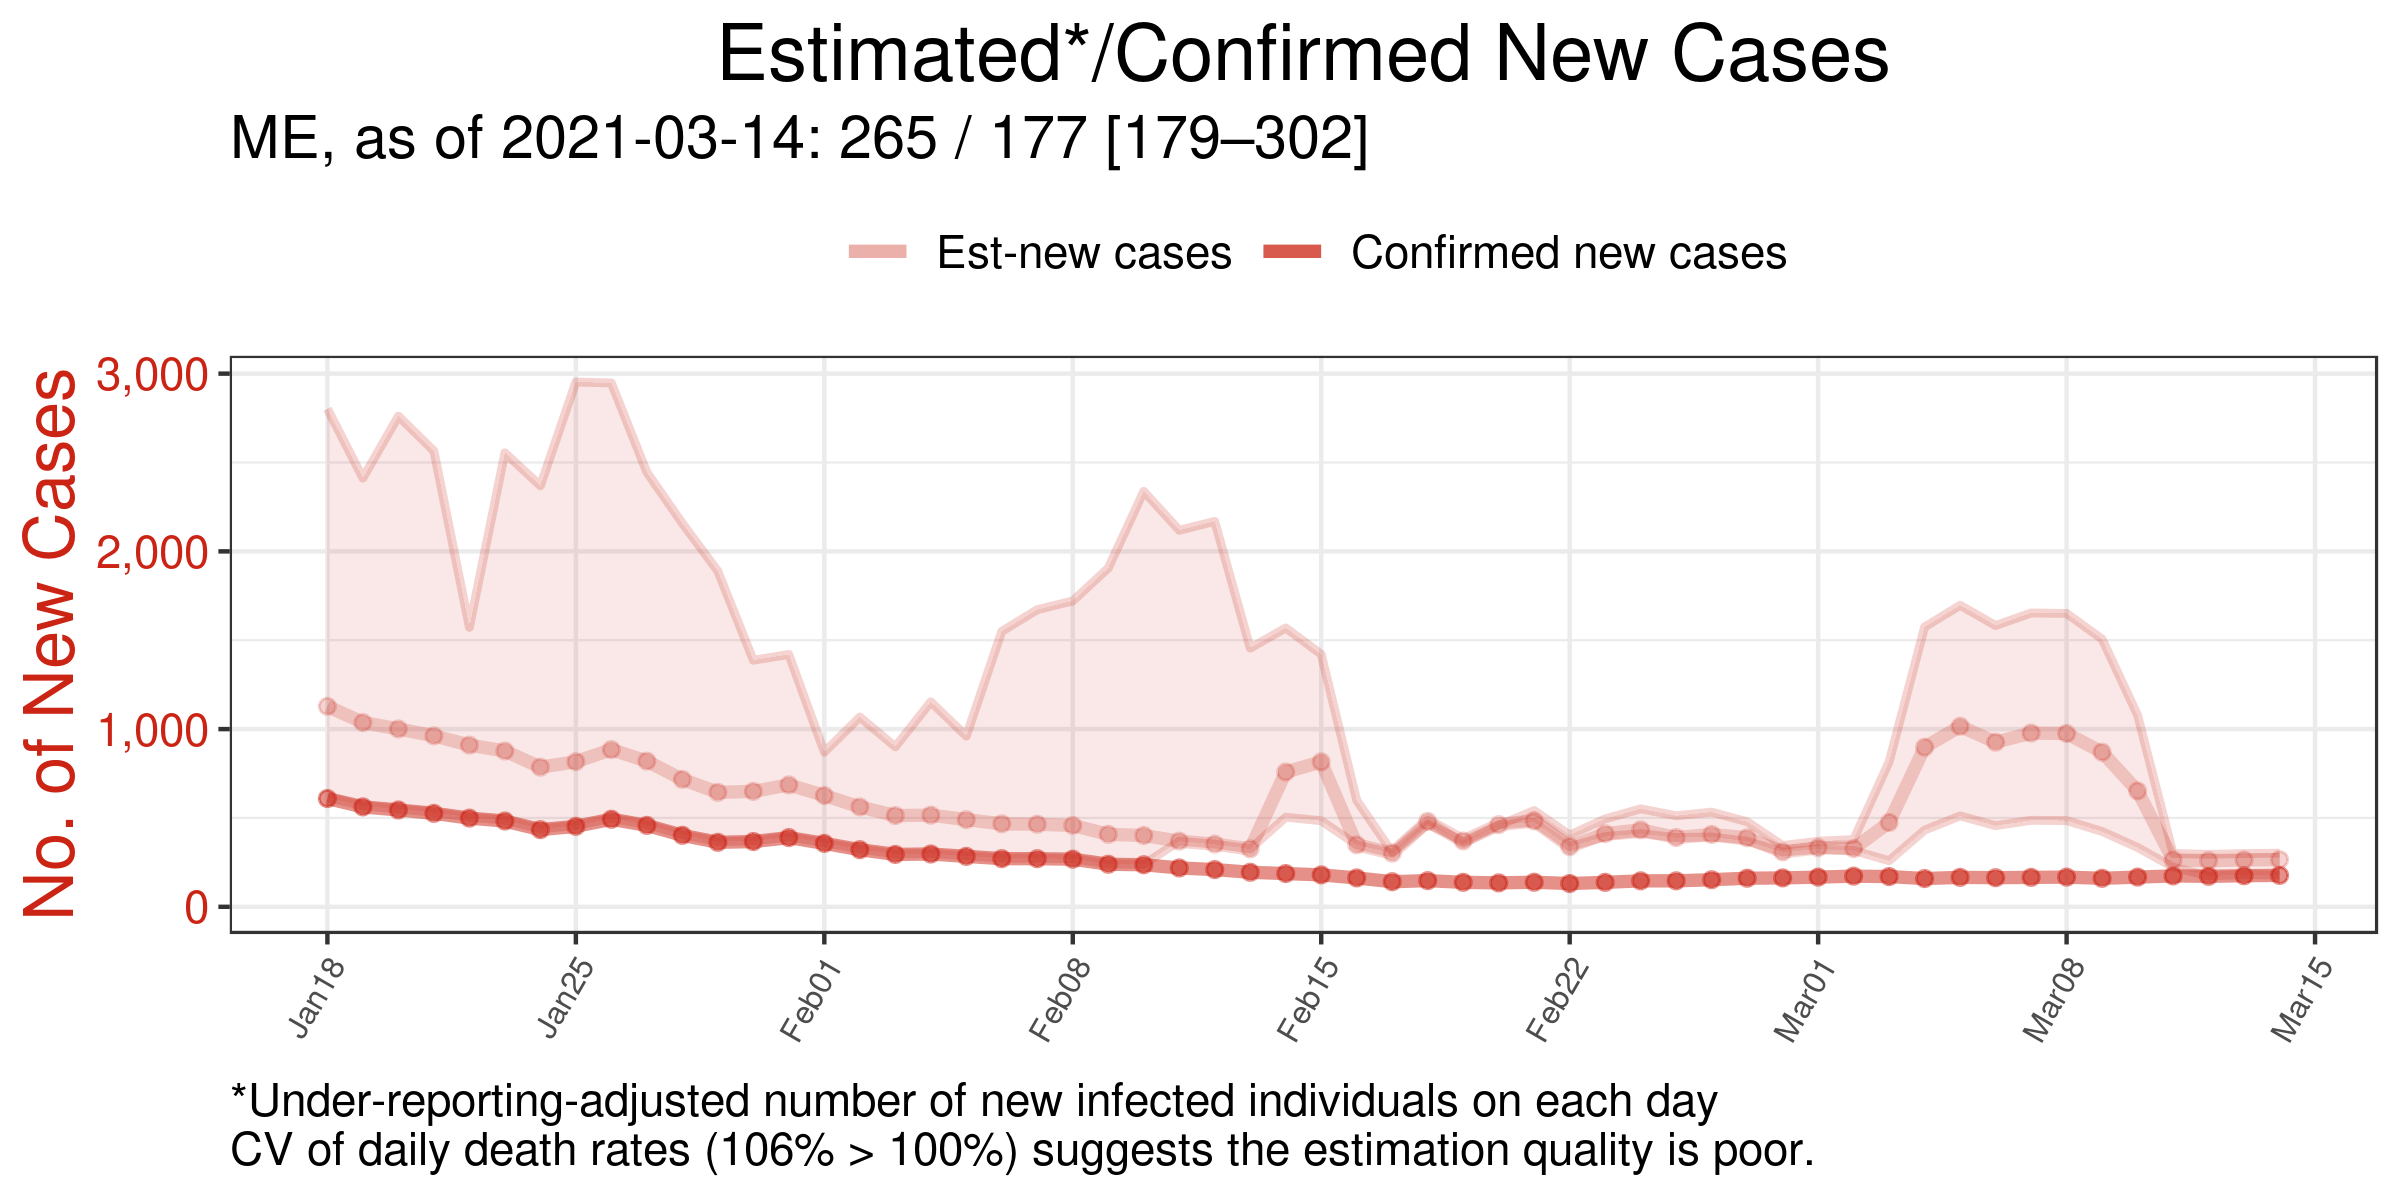 Estimated*/Confirmed New Cases
ME, as of 2021-03-14: 265 / 177 [179–302]
Est-new cases
Confirmed new cases
No. of New Cases
3,000
2,000
1,000
0
Jan18
Jan25
Feb01
Feb08
Feb15
Feb22
Mar01
Mar08
Mar15
*Under-reporting-adjusted number of new infected individuals on each day
CV of daily death rates (106% > 100%) suggests the estimation quality is poor.